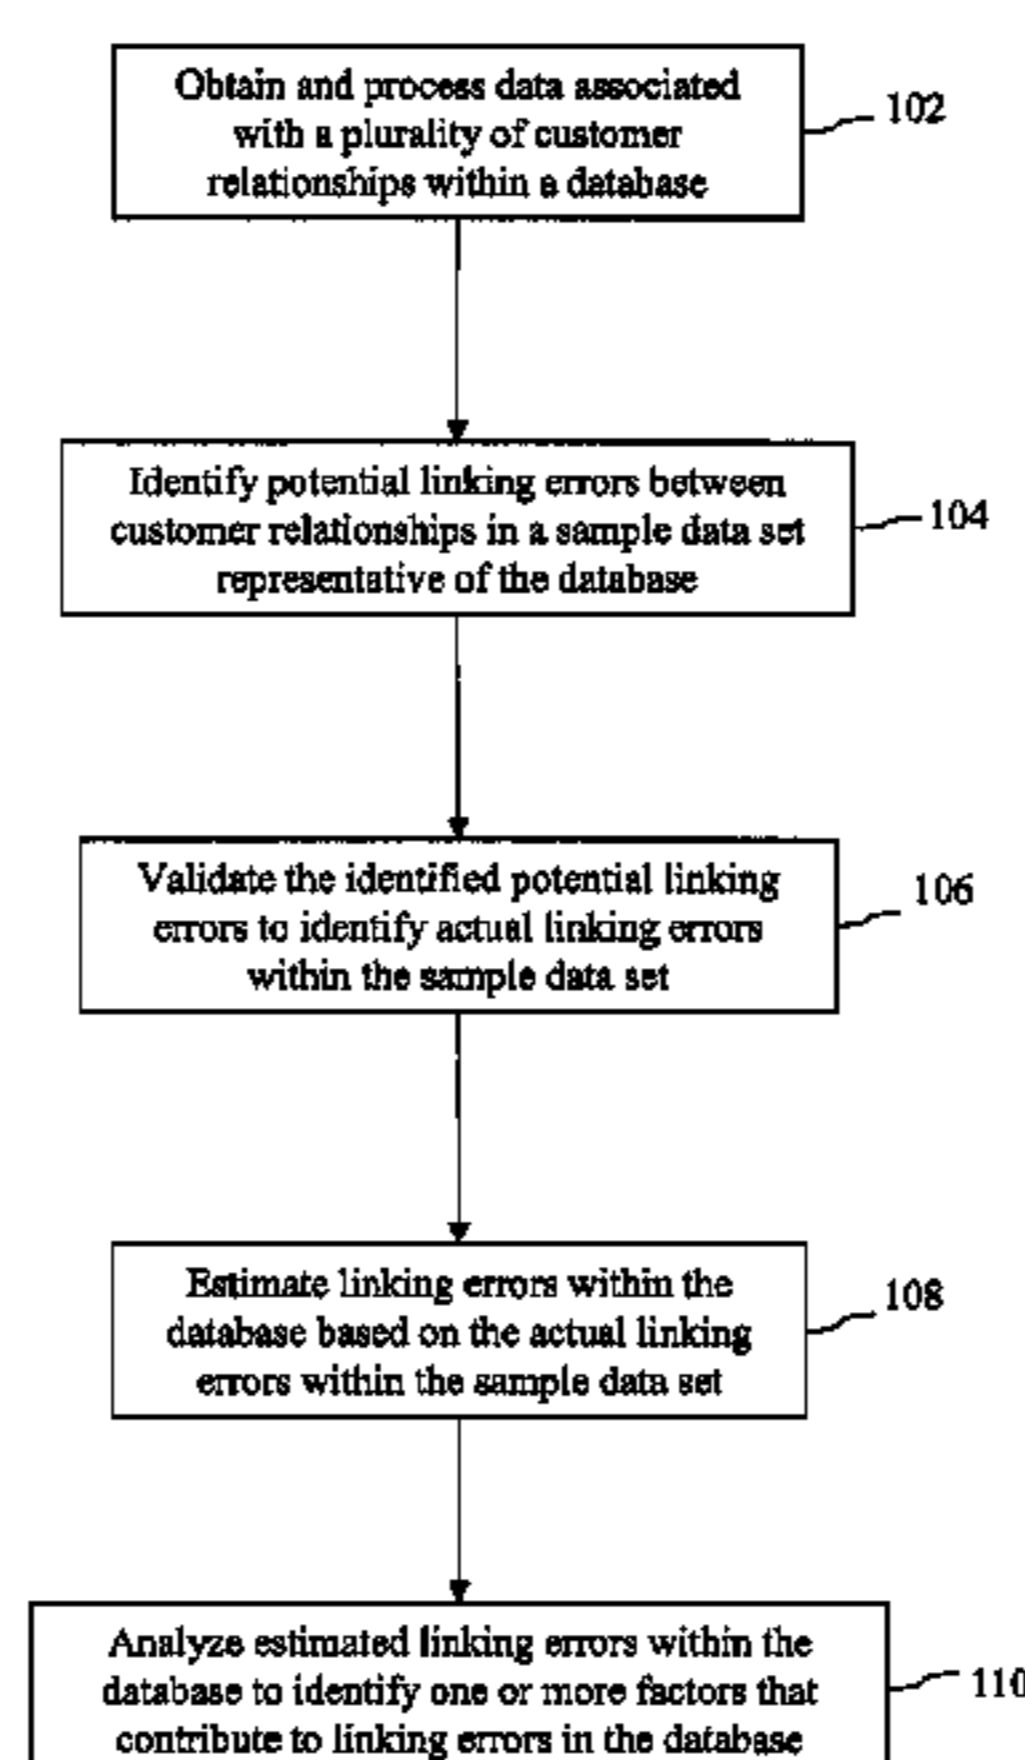 Obtain and process data associated
with a plurality of customer
relationships within a database
102
Identify potential linking errors between
customer relationships in a sample data set
representative of the database
104
Validate the identified potential linking
errors to identify actual linking errors
within the sample data set
106
Estimate linking errors within the
database based on the actual linking
errors within the sample data set
108
Analyze estimated linking errors within the
database to identify one or more factors that
contribute to linking errors in the database
110